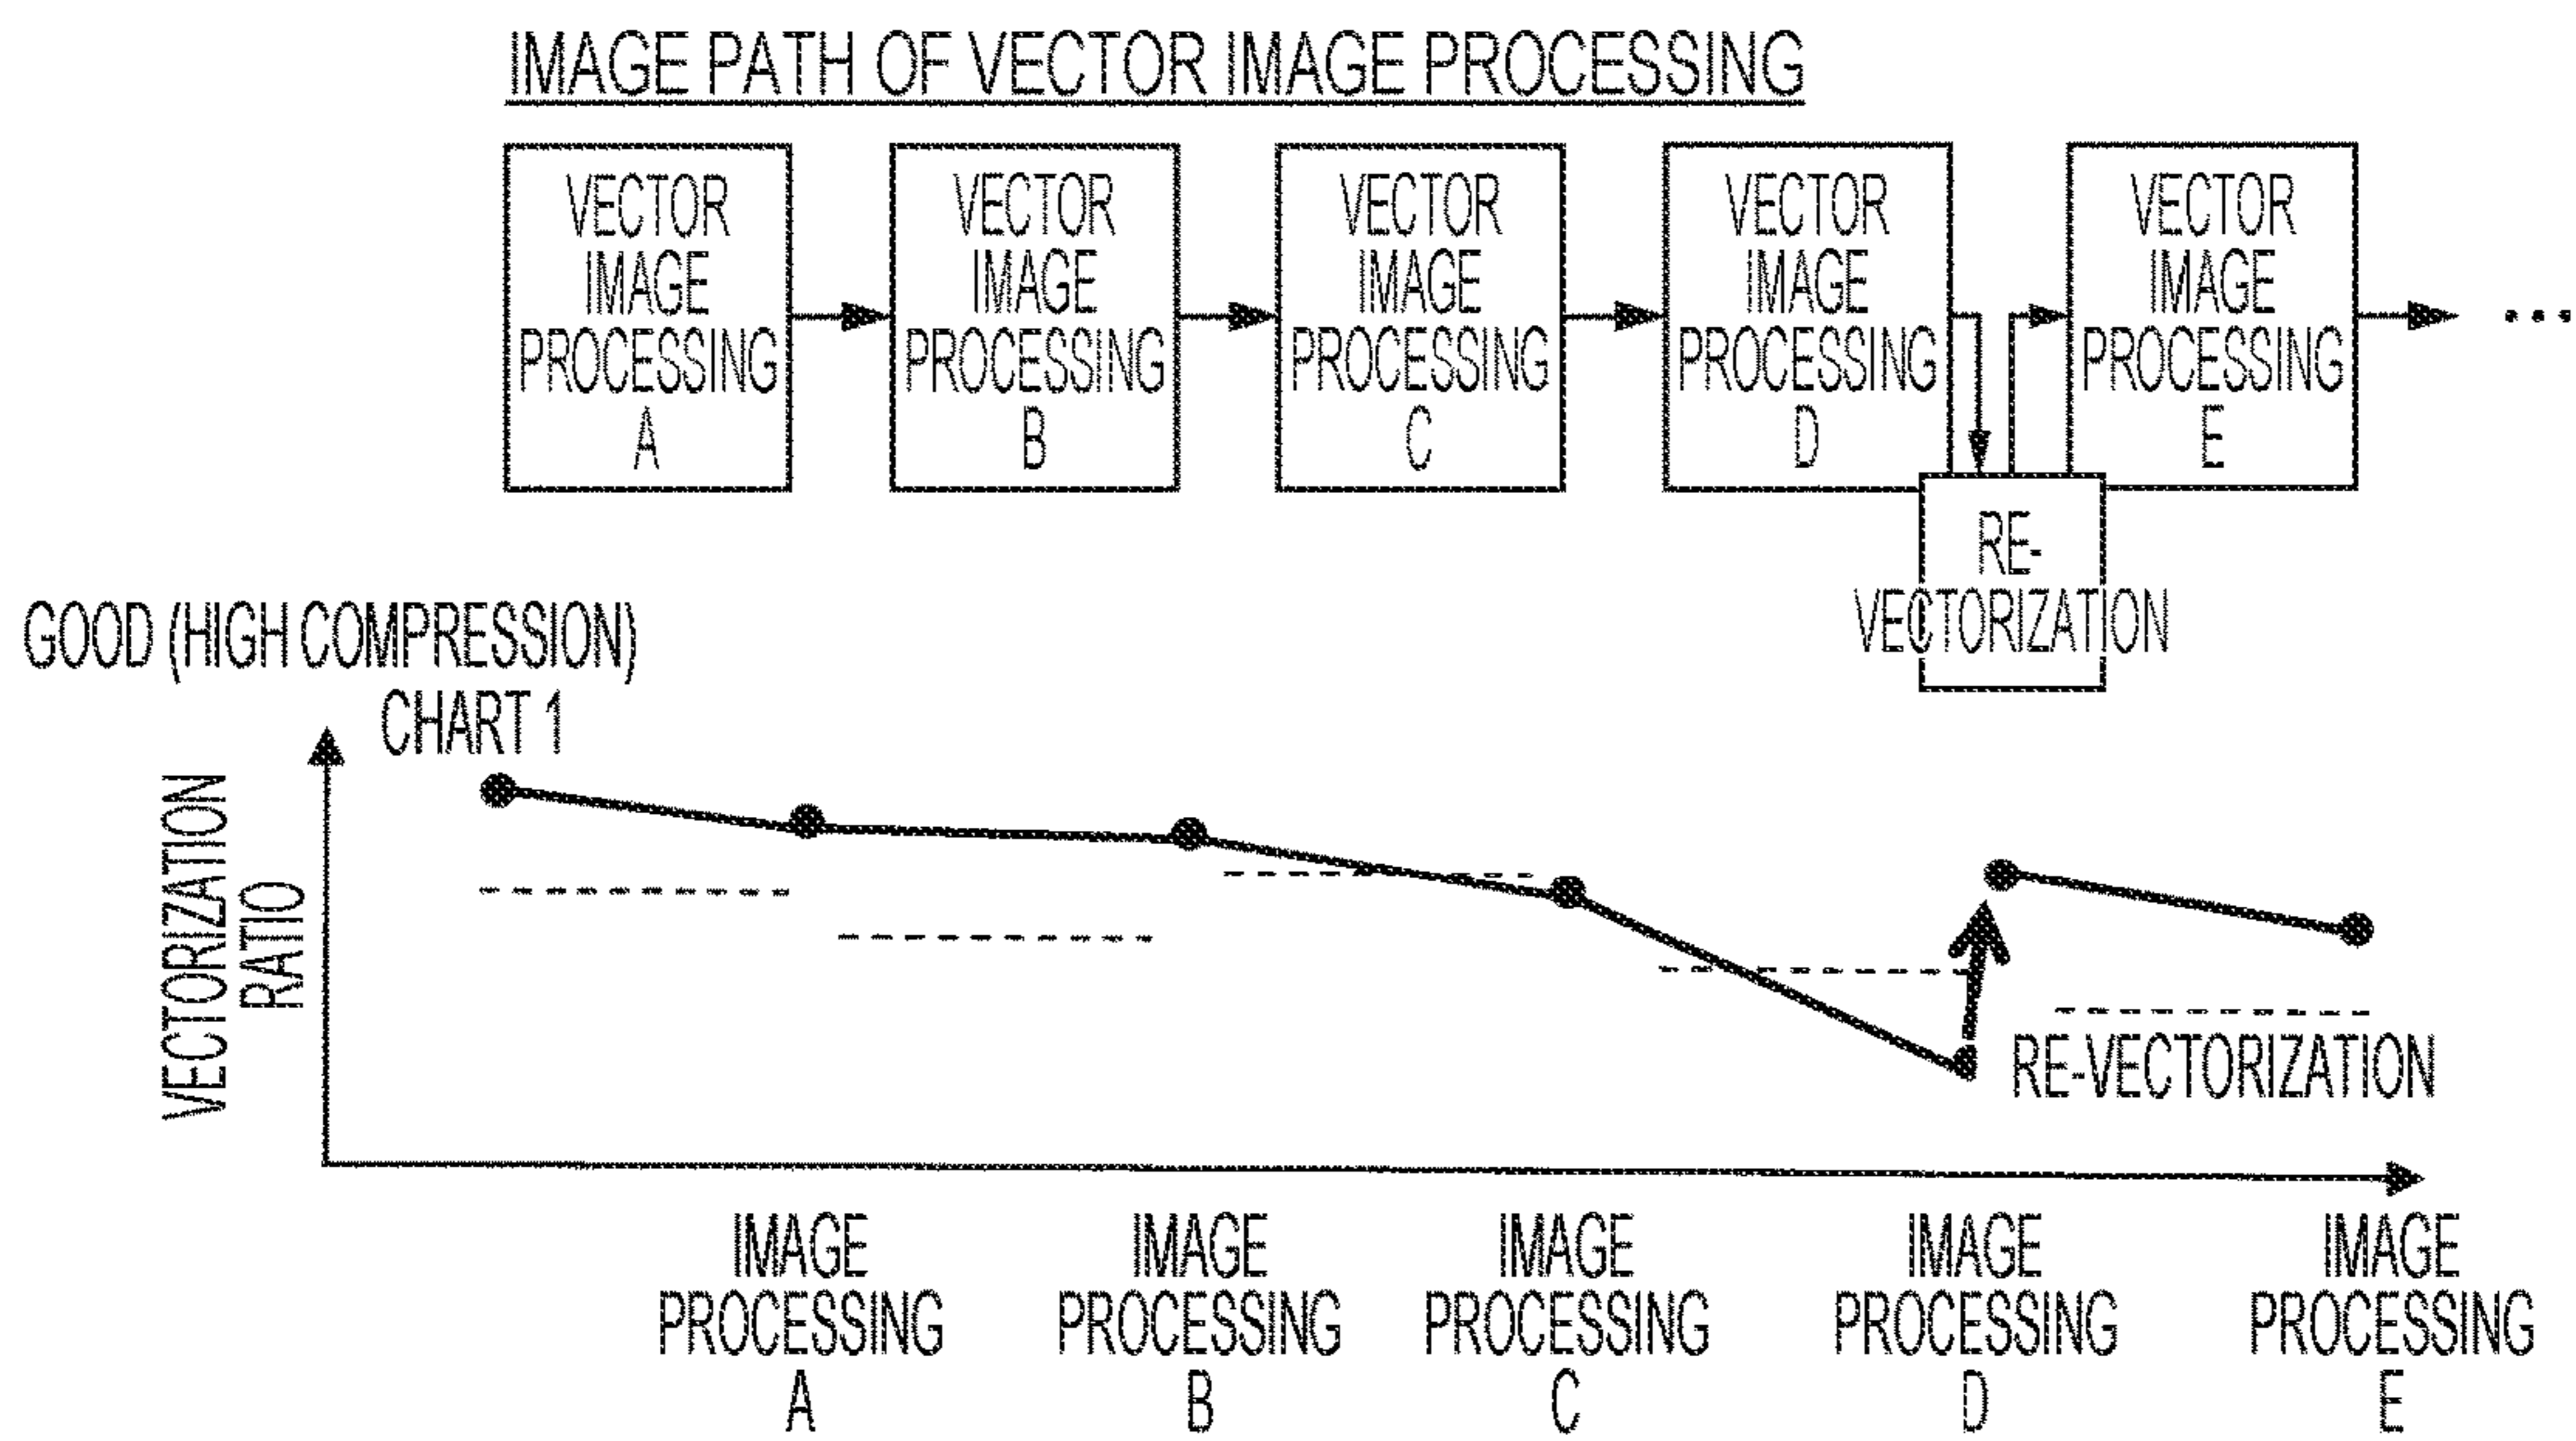 IMAGE PATH OF VECTOR IMAGE PROCESSING
VECTOR
IMAGE
PROCESSING
A
VECTOR
IMAGE
PROCESSING
B
VECTOR
IMAGE
PROCESSING
C
VECTOR
IMAGE
PROCESSING
D
VECTOR
IMAGE
PROCESSING
E
...
RE-
VECTORIZATION
GOOD (HIGH COMPRESSION)
CHART 1
VECTORIZATION
RATIO
RE-VECTORIZATION
IMAGE
PROCESSING
A
IMAGE
PROCESSING
B
IMAGE
PROCESSING
C
IMAGE
PROCESSING
D
IMAGE
PROCESSING
E